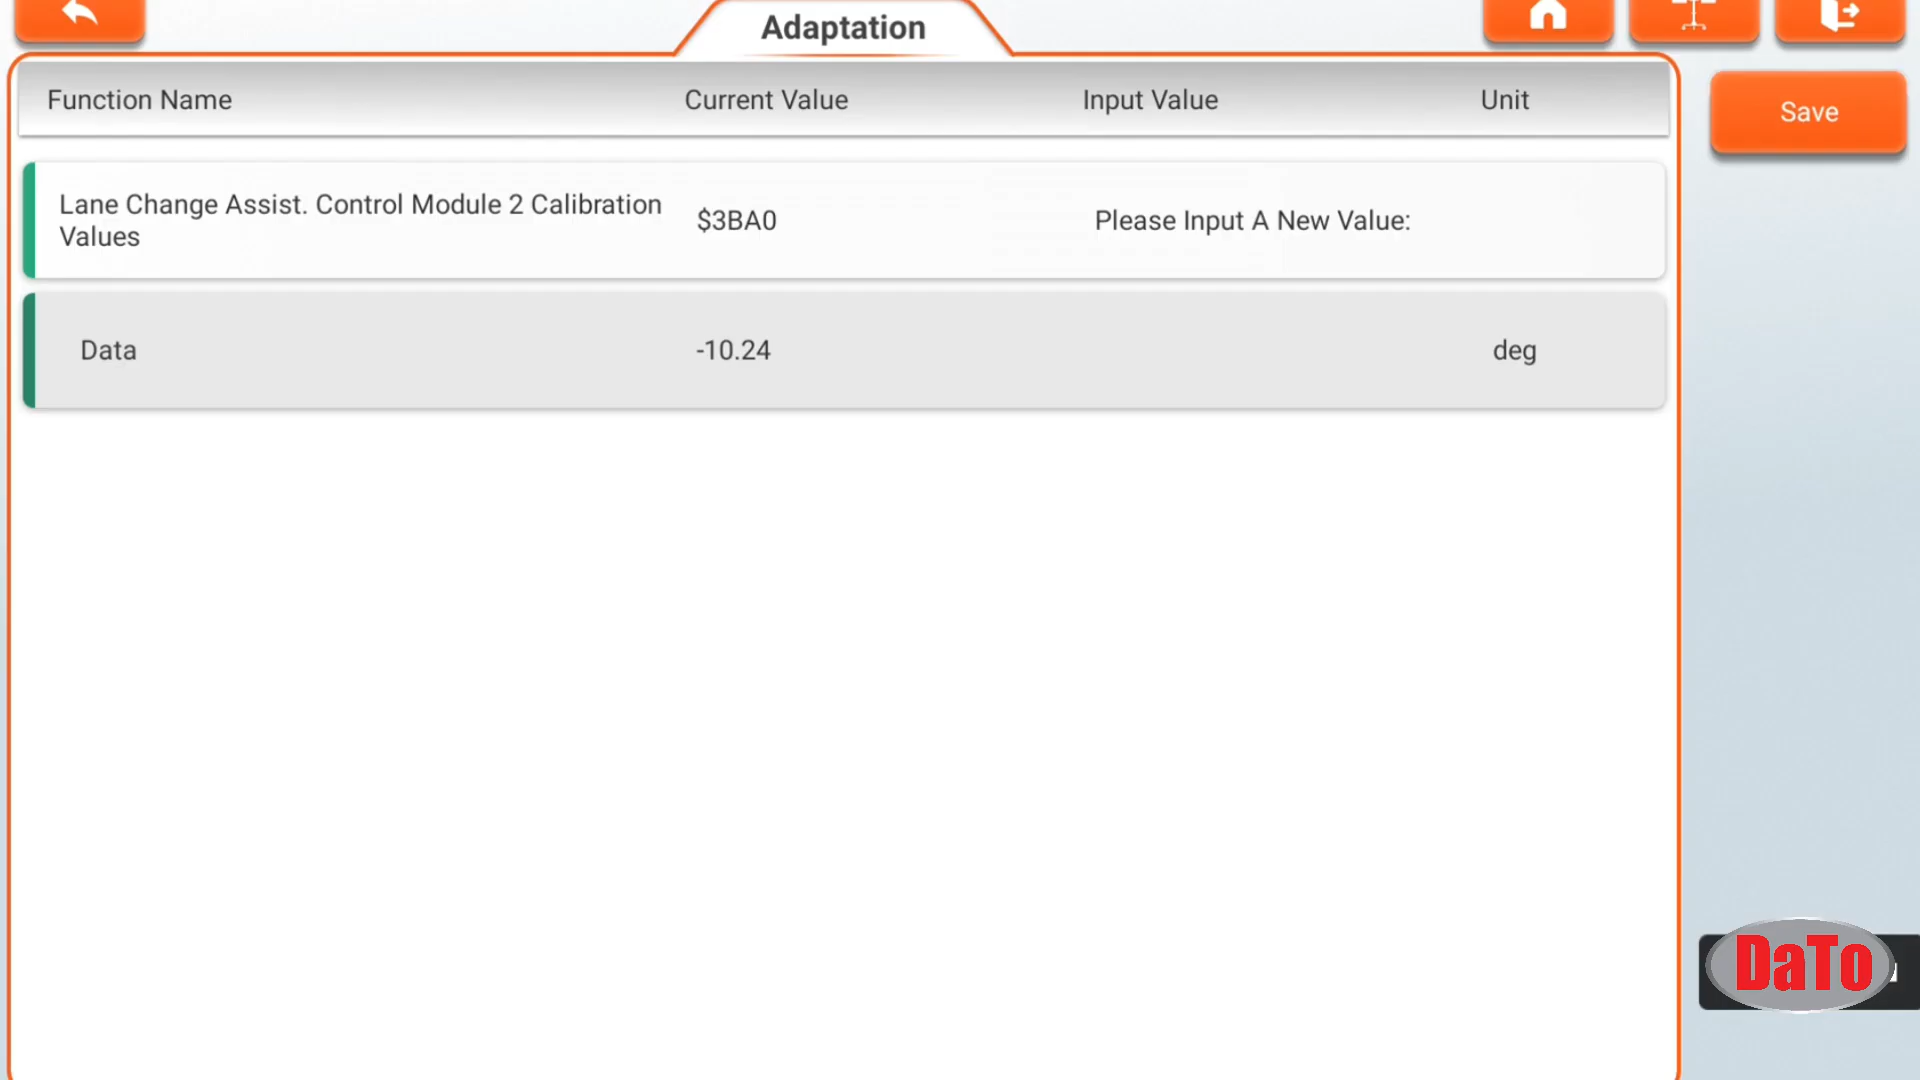 Adaptation
Function Name Current Value Input Value Unit
Save
Lane Change Assist. Control Module 2 Calibration
Values
$3BA0 Please Input A New Value:
Data -10.24 deg
DaTo